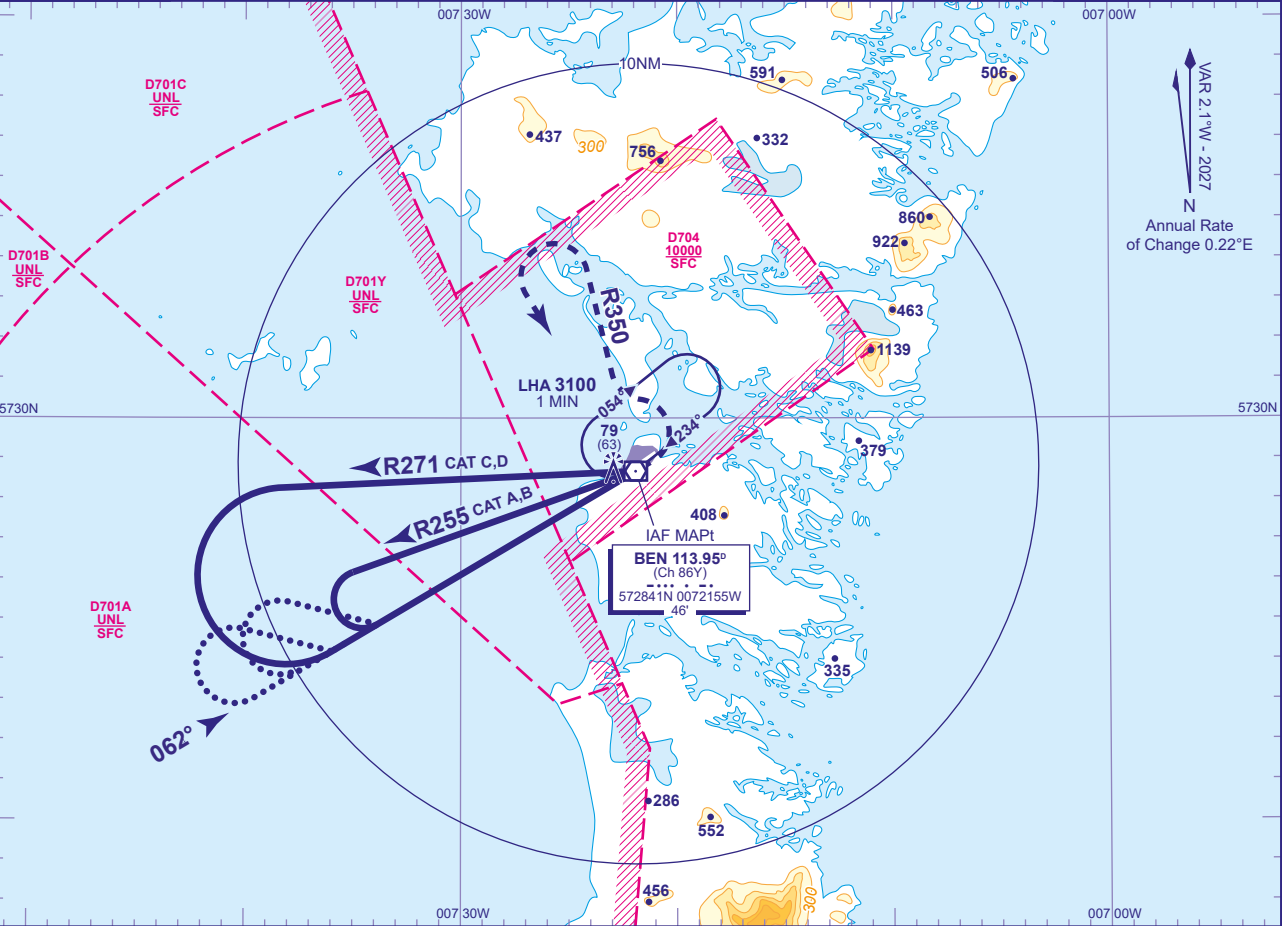 007 30W
007 00W
10NM
591
506
D701C
UNL
SFC
437
300
756
332
VAR 2.1°W - 2027
N
Annual Rate
of Change 0.22°E
860
922
D704
10000
SFC
D701B
UNL
SFC
D701Y
UNL
SFC
R350
463
1139
LHA 3100
1 MIN
054°
5730N
5730N
79
(63)
234°
379
R271 CAT C,D
R255 CAT A,B
408
IAF MAPt
BEN 113.95ᴰ
(Ch 86Y)
▬••• • ▬•
572841N 0072155W
46'
D701A
UNL
SFC
335
062°
286
552
456
300
007 30W
007 00W